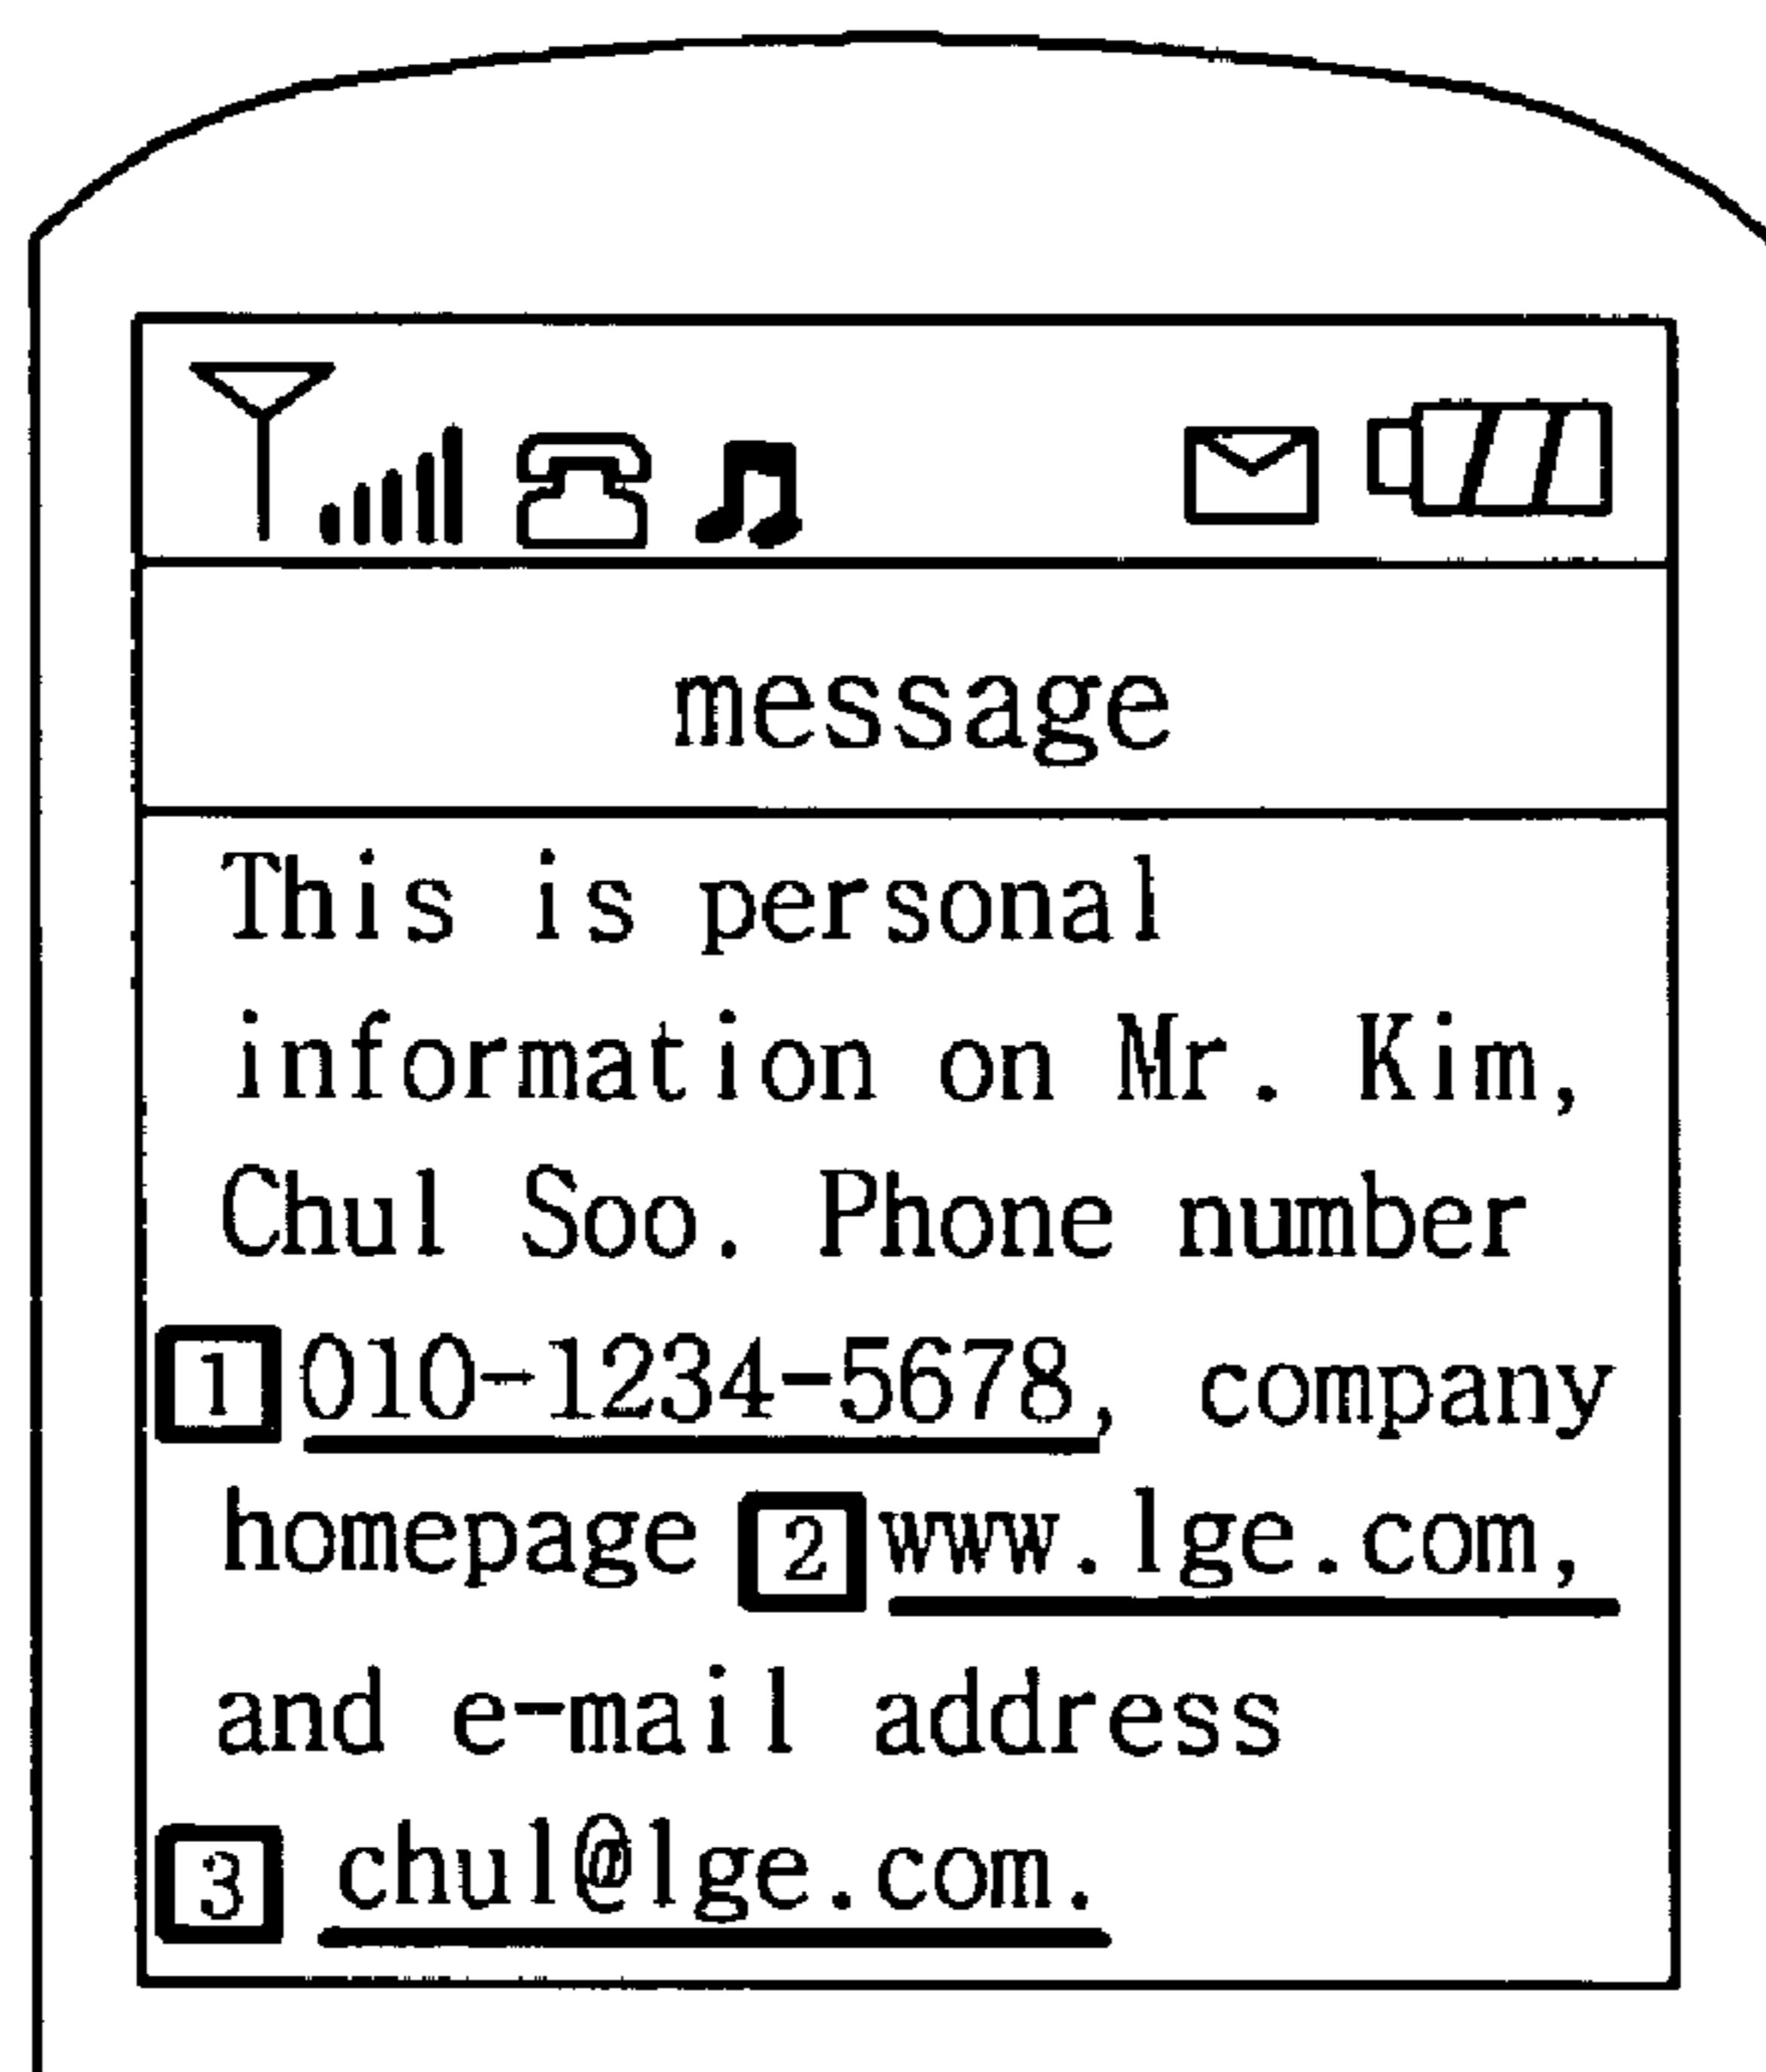 message
This is personal
information on Mr. Kim,
Chul Soo. Phone number
1 010-1234-5678, company
homepage 2 www.lge.com,
and e-mail address
3 chul@lge.com.